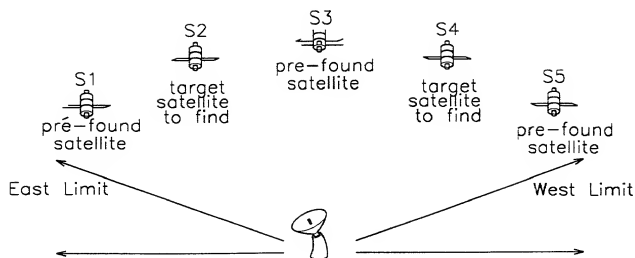 S1
pré-found
satellite
S2
target
satellite
to find
S3
pre-found
satellite
S4
target
satellite
to find
S5
pre-found
satellite
East Limit
West Limit